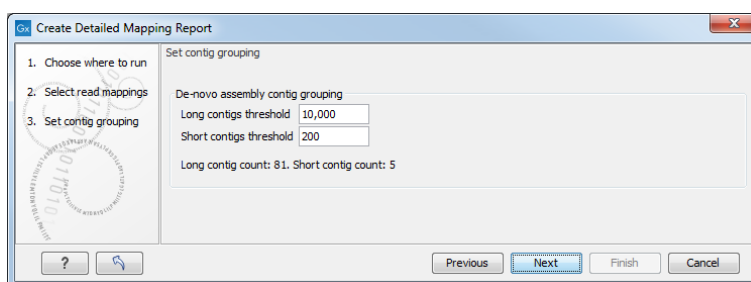 Gx Create Detailed Mapping Report
1. Choose where to run
2. Select read mappings
3. Set contig grouping
Set contig grouping
De-novo assembly contig grouping
Long contigs threshold 10,000
Short contigs threshold 200
Long contig count: 81. Short contig count: 5
? Previous Next Finish Cancel